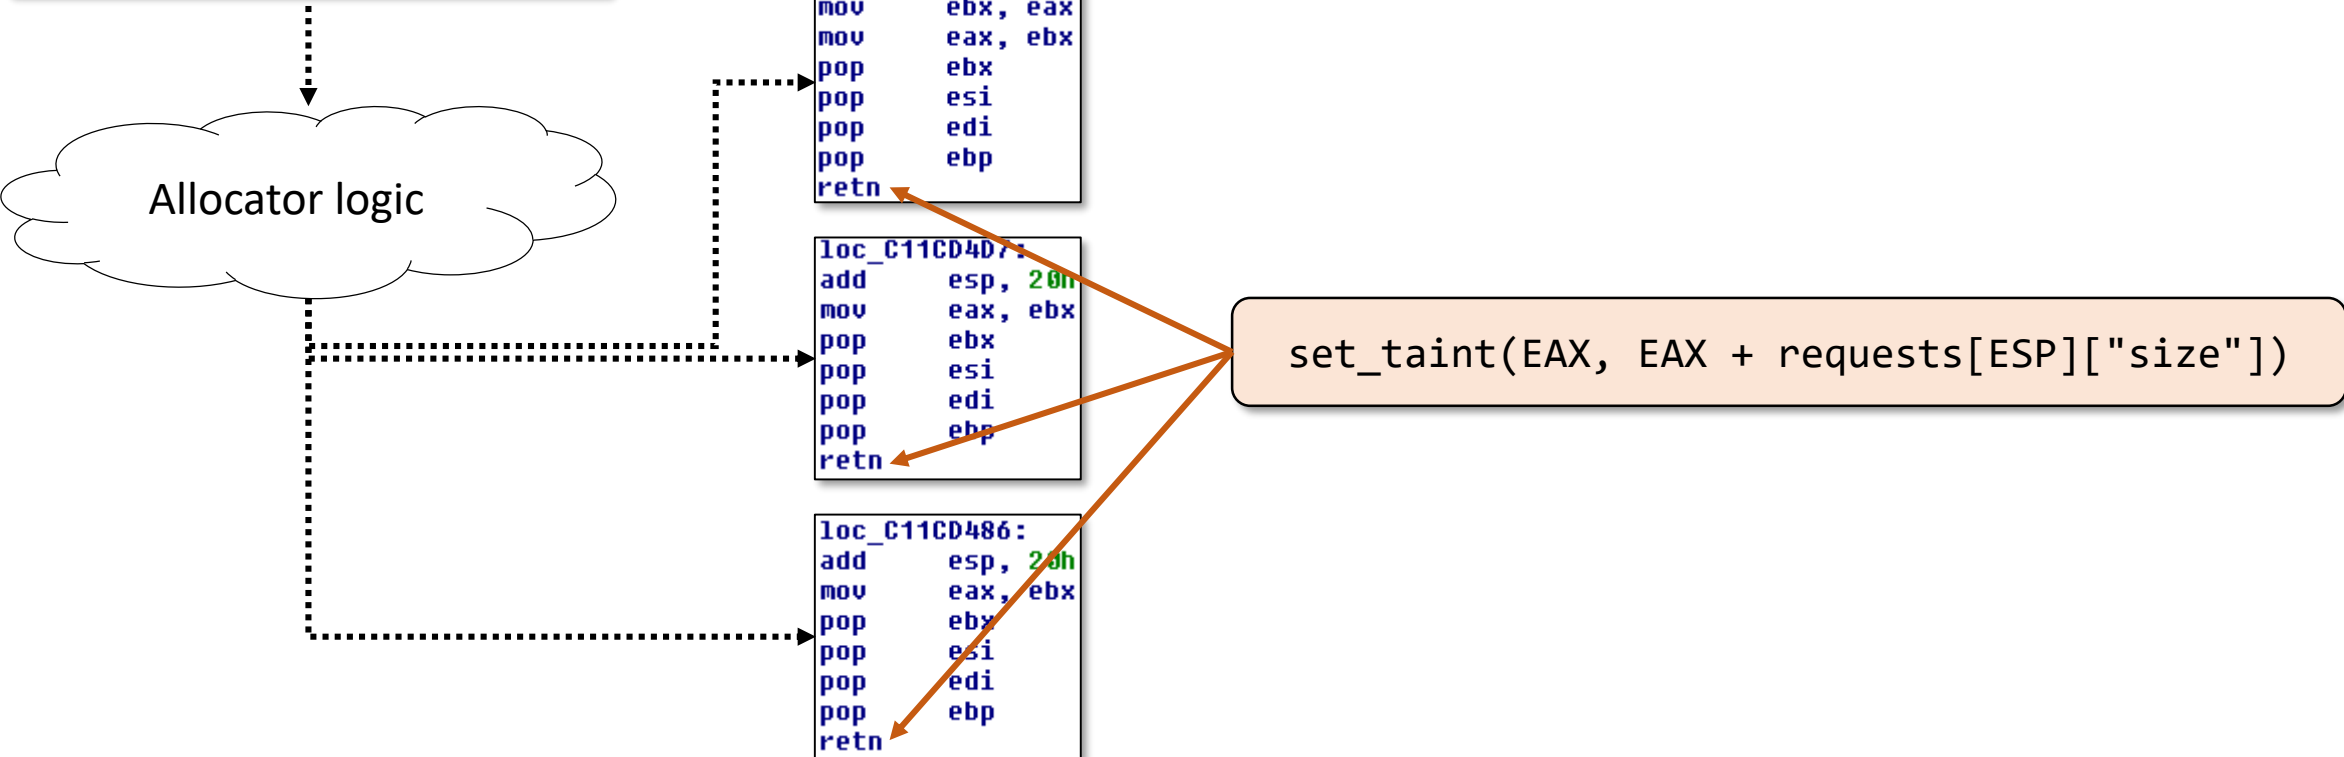 mov ebx, eax
mov eax, ebx
pop ebx
pop esi
pop edi
pop ebp
retn
Allocator logic
loc_C11CD4D7:
add esp, 20h
mov eax, ebx
pop ebx
pop esi
pop edi
pop ebp
retn
set_taint(EAX, EAX + requests[ESP]["size"])
loc_C11CD486:
add esp, 20h
mov eax, ebx
pop ebx
pop esi
pop edi
pop ebp
retn